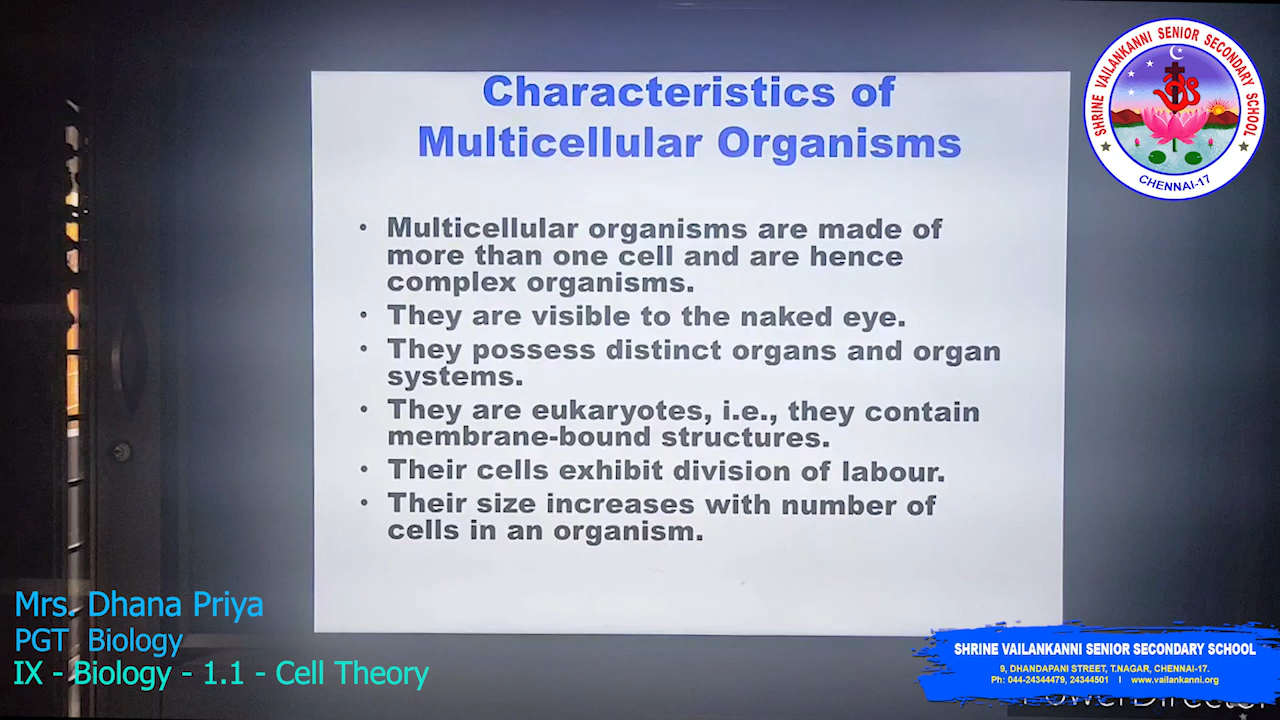 Characteristics of
Multicellular Organisms
• Multicellular organisms are made of
more than one cell and are hence
complex organisms.
• They are visible to the naked eye.
• They possess distinct organs and organ
systems.
• They are eukaryotes, i.e., they contain
membrane-bound structures.
• Their cells exhibit division of labour.
• Their size increases with number of
cells in an organism.
SHRINE VAILANKANNI SENIOR SECONDARY SCHOOL
CHENNAI-17
Mrs. Dhana Priya
PGT Biology
IX - Biology - 1.1 - Cell Theory
SHRINE VAILANKANNI SENIOR SECONDARY SCHOOL
9, DHANDAPANI STREET, T.NAGAR, CHENNAI-17.
Ph: 044-24344479, 24344501 I www.vailankanni.org
PowerDirector